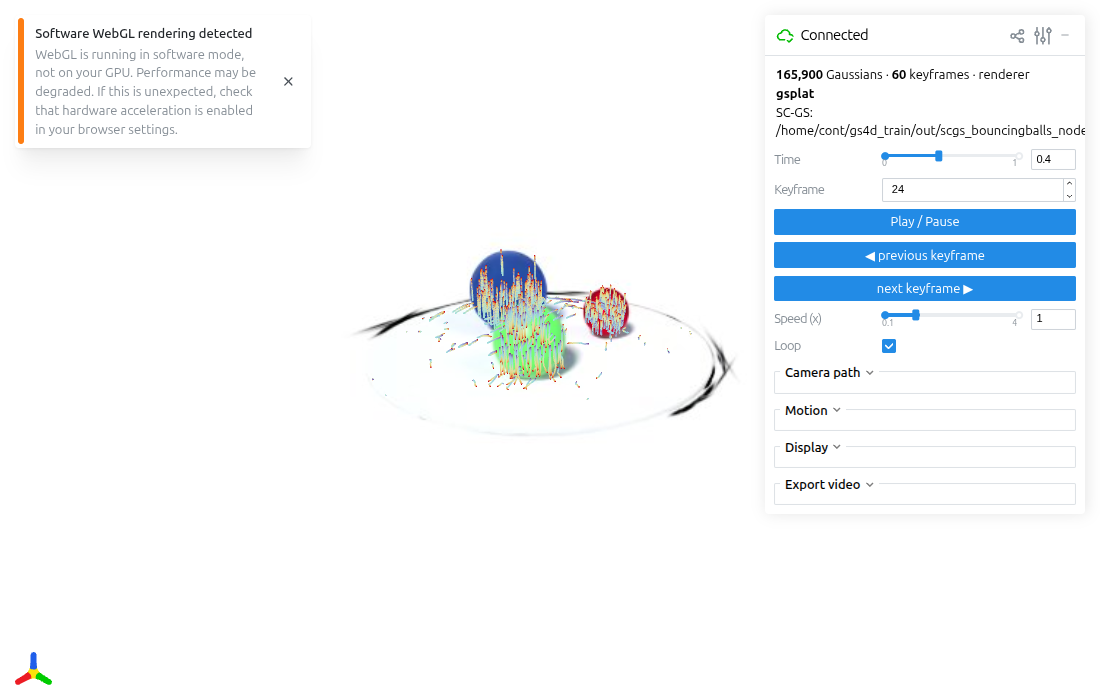 Software WebGL rendering detected
WebGL is running in software mode,
not on your GPU. Performance may be
degraded. If this is unexpected, check
that hardware acceleration is enabled
in your browser settings.
Connected
165,900 Gaussians · 60 keyframes · renderer
gsplat
SC-GS:
/home/cont/gs4d_train/out/scgs_bouncingballs_node
Time
0
1
0.4
Keyframe
24
Play / Pause
◀ previous keyframe
next keyframe ▶
Speed (x)
0.1
4
1
Loop
Camera path
Motion
Display
Export video